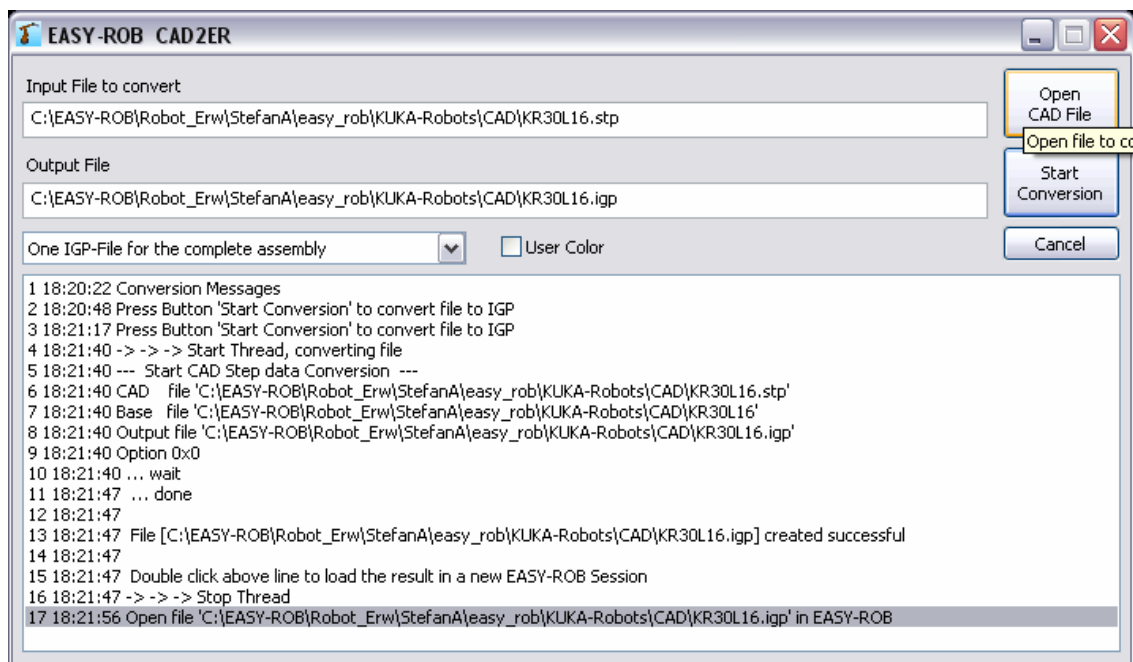 EASY-ROB CAD2ER
Input File to convert
C:\EASY-ROB\Robot_Erw\StefanA\easy_rob\KUKA-Robots\CAD\KR30L16.stp
Open
CAD File
Open file to co
Output File
C:\EASY-ROB\Robot_Erw\StefanA\easy_rob\KUKA-Robots\CAD\KR30L16.igp
Start
Conversion
One IGP-File for the complete assembly
User Color
Cancel
1 18:20:22 Conversion Messages
2 18:20:48 Press Button 'Start Conversion' to convert file to IGP
3 18:21:17 Press Button 'Start Conversion' to convert file to IGP
4 18:21:40 -> -> -> Start Thread, converting file
5 18:21:40 --- Start CAD Step data Conversion ---
6 18:21:40 CAD file 'C:\EASY-ROB\Robot_Erw\StefanA\easy_rob\KUKA-Robots\CAD\KR30L16.stp'
7 18:21:40 Base file 'C:\EASY-ROB\Robot_Erw\StefanA\easy_rob\KUKA-Robots\CAD\KR30L16'
8 18:21:40 Output file 'C:\EASY-ROB\Robot_Erw\StefanA\easy_rob\KUKA-Robots\CAD\KR30L16.igp'
9 18:21:40 Option 0x0
10 18:21:40 ... wait
11 18:21:47 ... done
12 18:21:47
13 18:21:47 File [C:\EASY-ROB\Robot_Erw\StefanA\easy_rob\KUKA-Robots\CAD\KR30L16.igp] created successful
14 18:21:47
15 18:21:47 Double click above line to load the result in a new EASY-ROB Session
16 18:21:47 -> -> -> Stop Thread
17 18:21:56 Open file 'C:\EASY-ROB\Robot_Erw\StefanA\easy_rob\KUKA-Robots\CAD\KR30L16.igp' in EASY-ROB